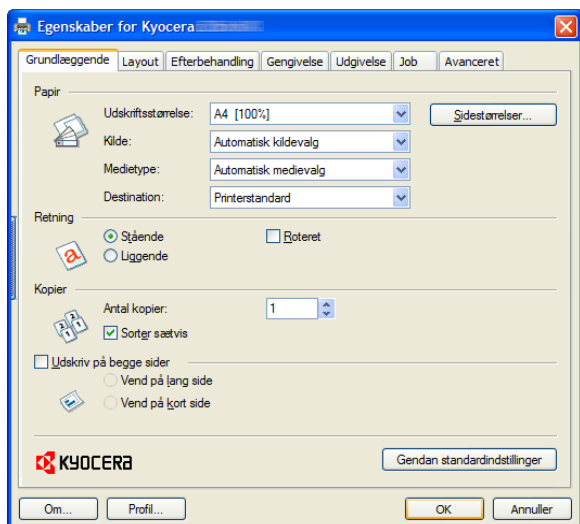 Egenskaber for Kyocera
Grundlæggende Layout Efterbehandling Gengivelse Udgivelse Job Avanceret
Papir
Udskriftsstørrelse: A4 [100%] Sidestørrelser...
Kilde: Automatisk kildevalg
Medietype: Automatisk medievalg
Destination: Printerstandard
Retning
Stående Roteret
Liggende
Kopier
Antal kopier: 1
Sorter sætvis
Udskriv på begge sider
Vend på lang side
Vend på kort side
KYOCERA Gendan standardindstillinger
Om... Profil... OK Annuller